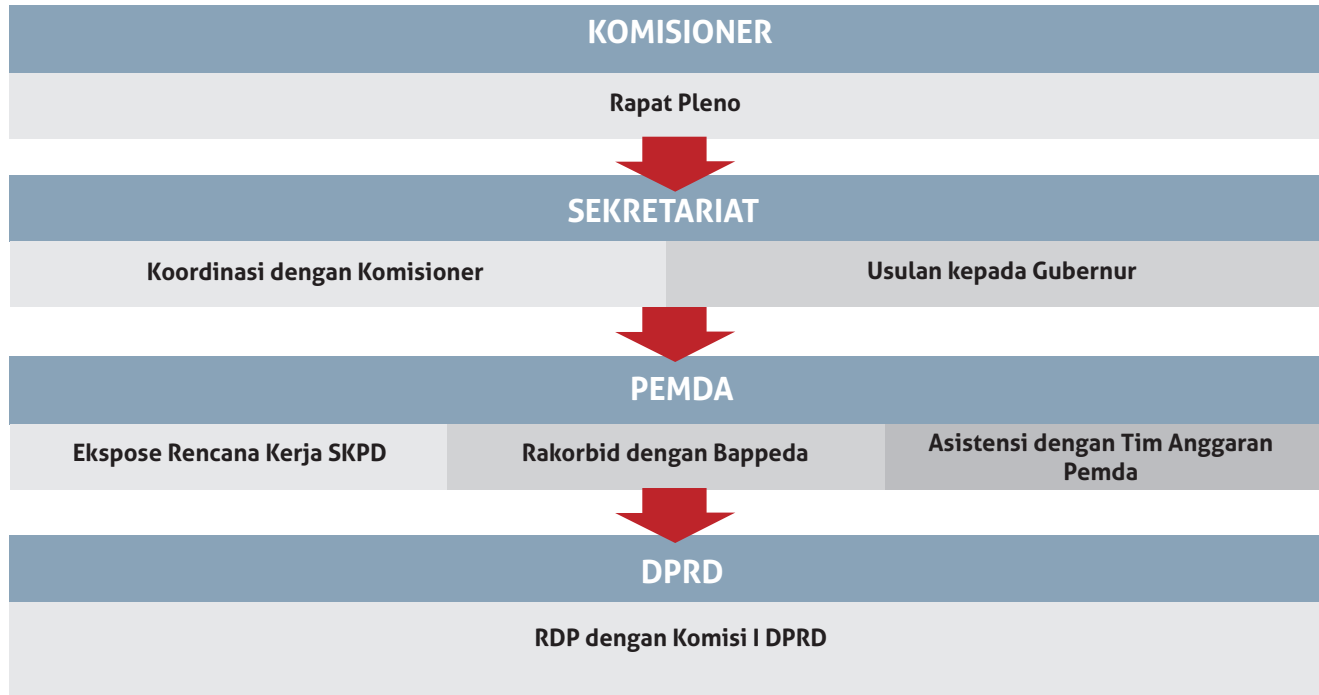 KOMISIONER
Rapat Pleno
SEKRETARIAT
Koordinasi dengan Komisioner
Usulan kepada Gubernur
PEMDA
Ekspose Rencana Kerja SKPD
Rakorbid dengan Bappeda
Asistensi dengan Tim Anggaran
Pemda
DPRD
RDP dengan Komisi I DPRD